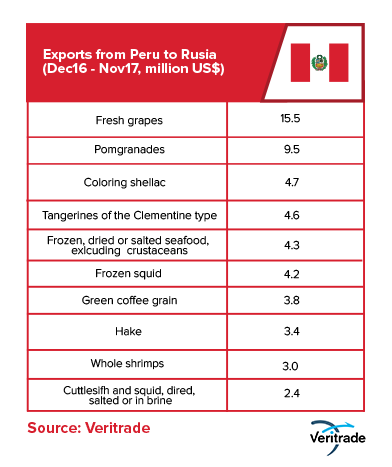 Exports from Peru to Rusia
(Dec16 - Nov17, million US$)
Fresh grapes 15.5
Pomgranades 9.5
Coloring shellac 4.7
Tangerines of the Clementine type 4.6
Frozen, dried or salted seafood,
exlcuding crustaceans 4.3
Frozen squid 4.2
Green coffee grain 3.8
Hake 3.4
Whole shrimps 3.0
Cuttlesifh and squid, dired,
salted or in brine 2.4
Source: Veritrade
Veritrade